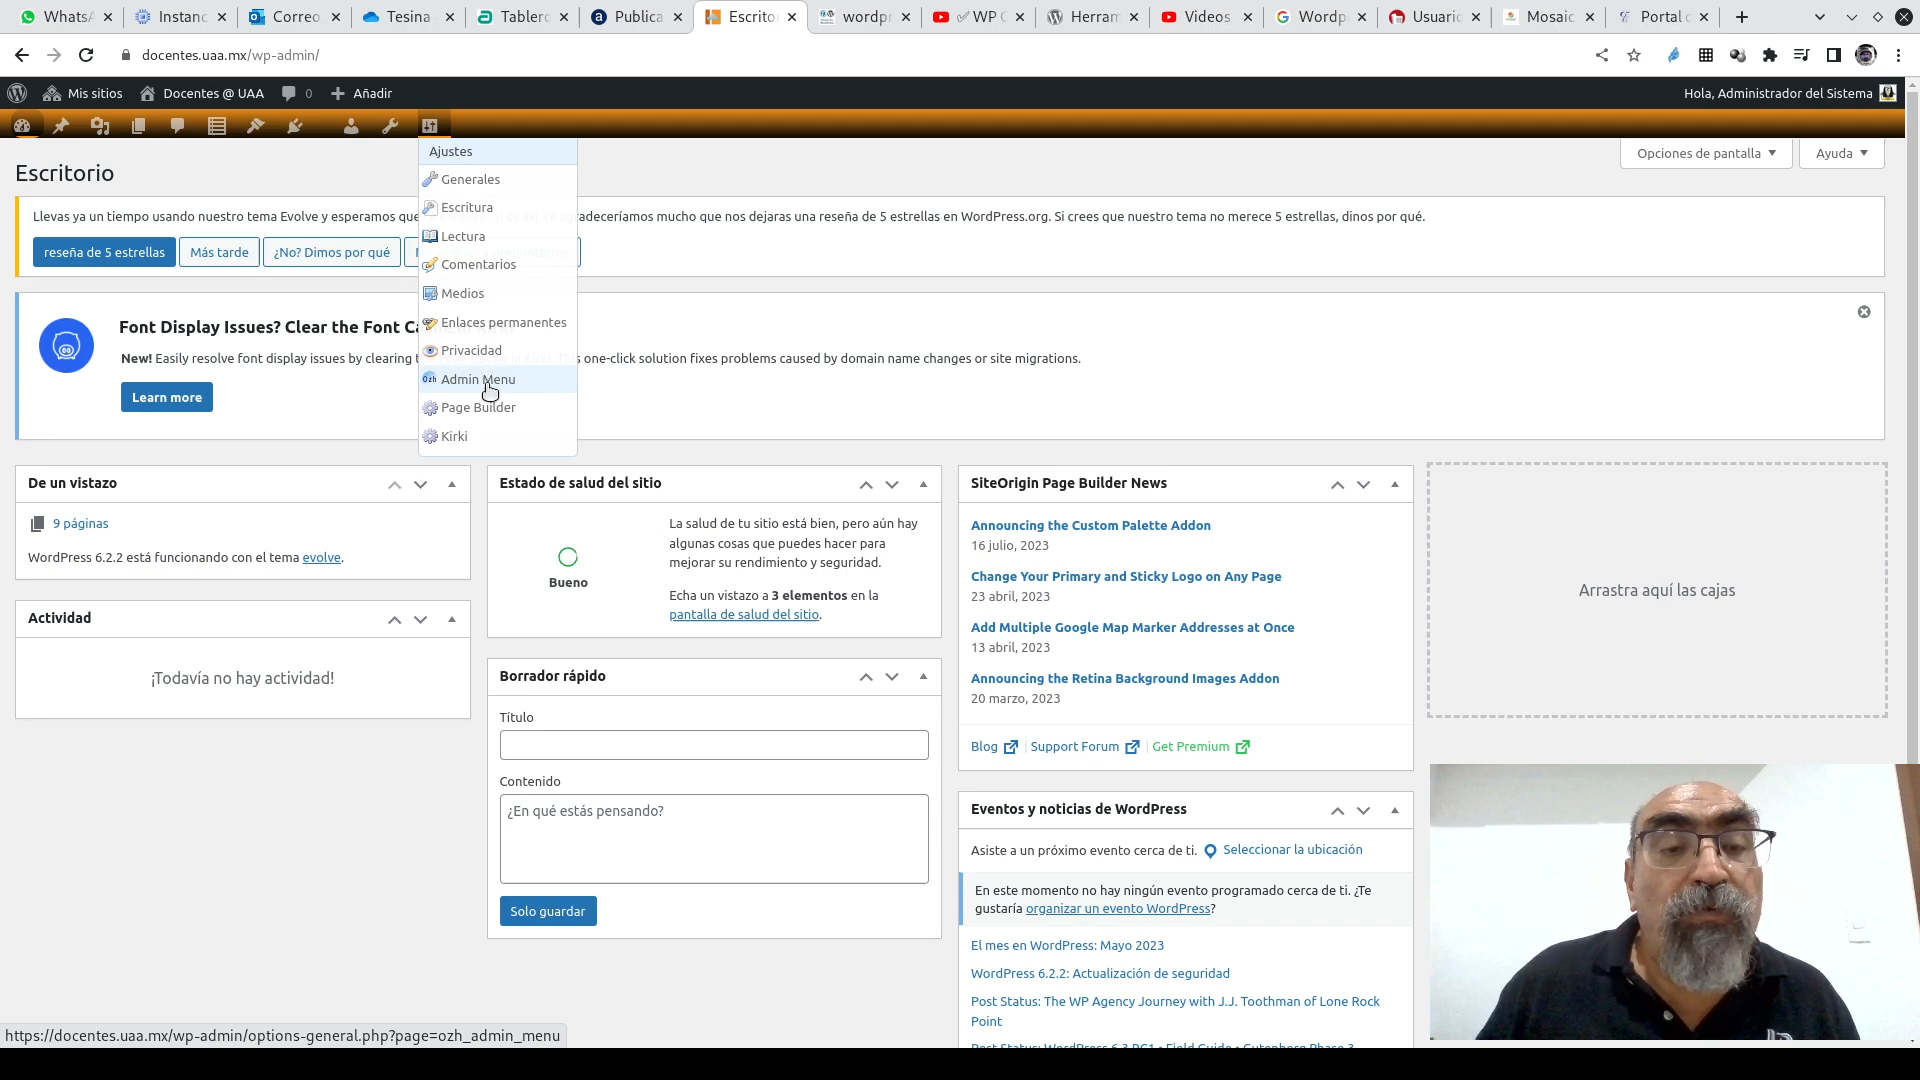 WhatsA
Instanc
Correo
Tesina
Tablero
Publica
Escrito
wordpr
WP C
Herram
Videos
Wordp
Usuario
Mosaic
Portal
docentes.uaa.mx/wp-admin/
Mis sitios
Docentes @ UAA
0
Añadir
Hola, Administrador del Sistema
Ajustes
Generales
Escritura
Lectura
Comentarios
Medios
Enlaces permanentes
Privacidad
Ozh Admin Menu
Page Builder
Kirki
Opciones de pantalla
Ayuda
Escritorio
Llevas ya un tiempo usando nuestro tema Evolve y esperamos que
agradeceríamos mucho que nos dejaras una reseña de 5 estrellas en WordPress.org. Si crees que nuestro tema no merece 5 estrellas, dinos por qué.
reseña de 5 estrellas
Más tarde
¿No? Dimos por qué
Font Display Issues? Clear the Font Ca
New! Easily resolve font display issues by clearing t
This one-click solution fixes problems caused by domain name changes or site migrations.
Learn more
De un vistazo
9 páginas
WordPress 6.2.2 está funcionando con el tema evolve.
Actividad
¡Todavía no hay actividad!
Estado de salud del sitio
Bueno
La salud de tu sitio está bien, pero aún hay
algunas cosas que puedes hacer para
mejorar su rendimiento y seguridad.
Echa un vistazo a 3 elementos en la
pantalla de salud del sitio.
Borrador rápido
Título
Contenido
¿En qué estás pensando?
Solo guardar
SiteOrigin Page Builder News
Announcing the Custom Palette Addon
16 julio, 2023
Change Your Primary and Sticky Logo on Any Page
23 abril, 2023
Add Multiple Google Map Marker Addresses at Once
13 abril, 2023
Announcing the Retina Background Images Addon
20 marzo, 2023
Blog
Support Forum
Get Premium
Eventos y noticias de WordPress
Asiste a un próximo evento cerca de ti.
Seleccionar la ubicación
En este momento no hay ningún evento programado cerca de ti. ¿Te
gustaría organizar un evento WordPress?
El mes en WordPress: Mayo 2023
WordPress 6.2.2: Actualización de seguridad
Post Status: The WP Agency Journey with J.J. Toothman of Lone Rock
Point
Post Status: WordPress 6.3 RC1 • Field Guide • Gutenberg Phase 3
Arrastra aquí las cajas
https://docentes.uaa.mx/wp-admin/options-general.php?page=ozh_admin_menu